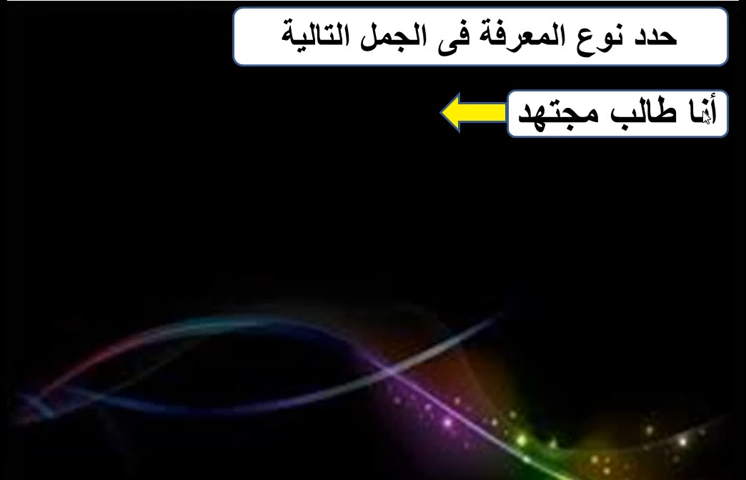 حدد نوع المعرفة فى الجمل التالية
أنا طالب مجتهد